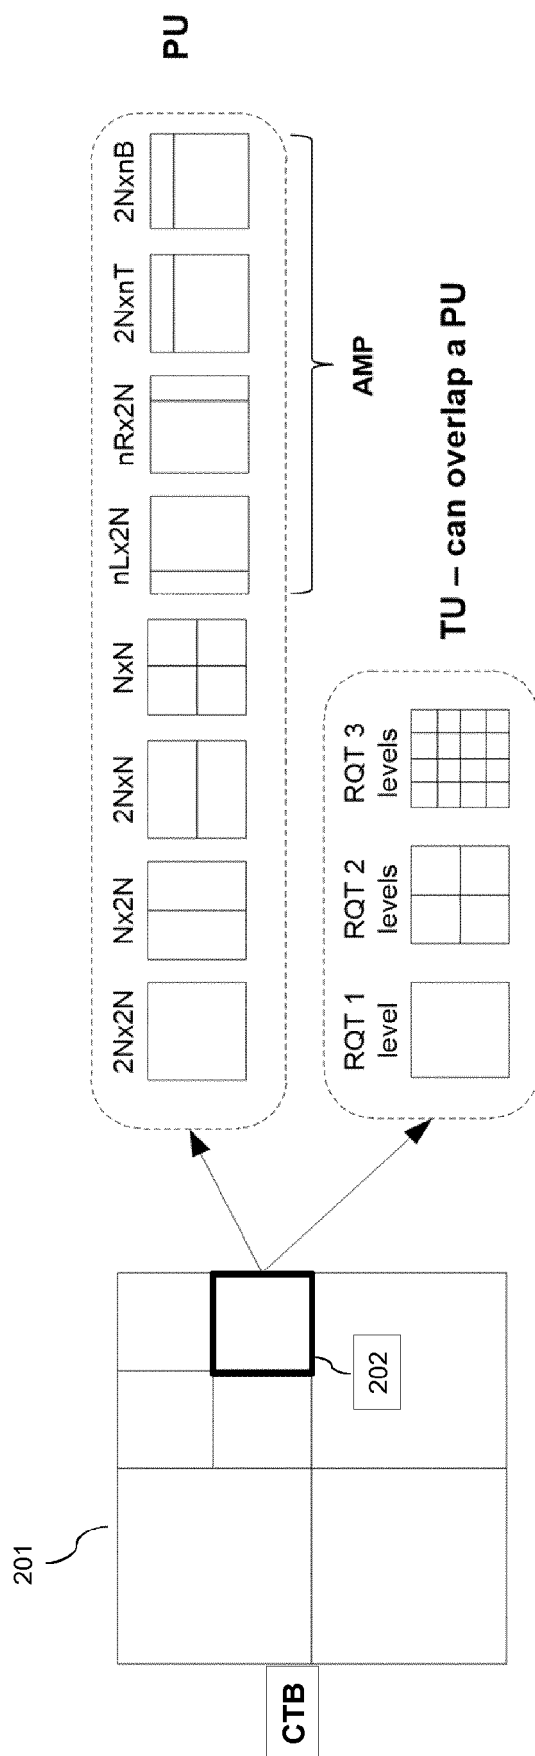 201
CTB
202
2Nx2N
Nx2N
2NxN
NxN
nLx2N
nRx2N
2NxnT
2NxnB
PU
AMP
RQT 1
level
RQT 2
levels
RQT 3
levels
TU – can overlap a PU